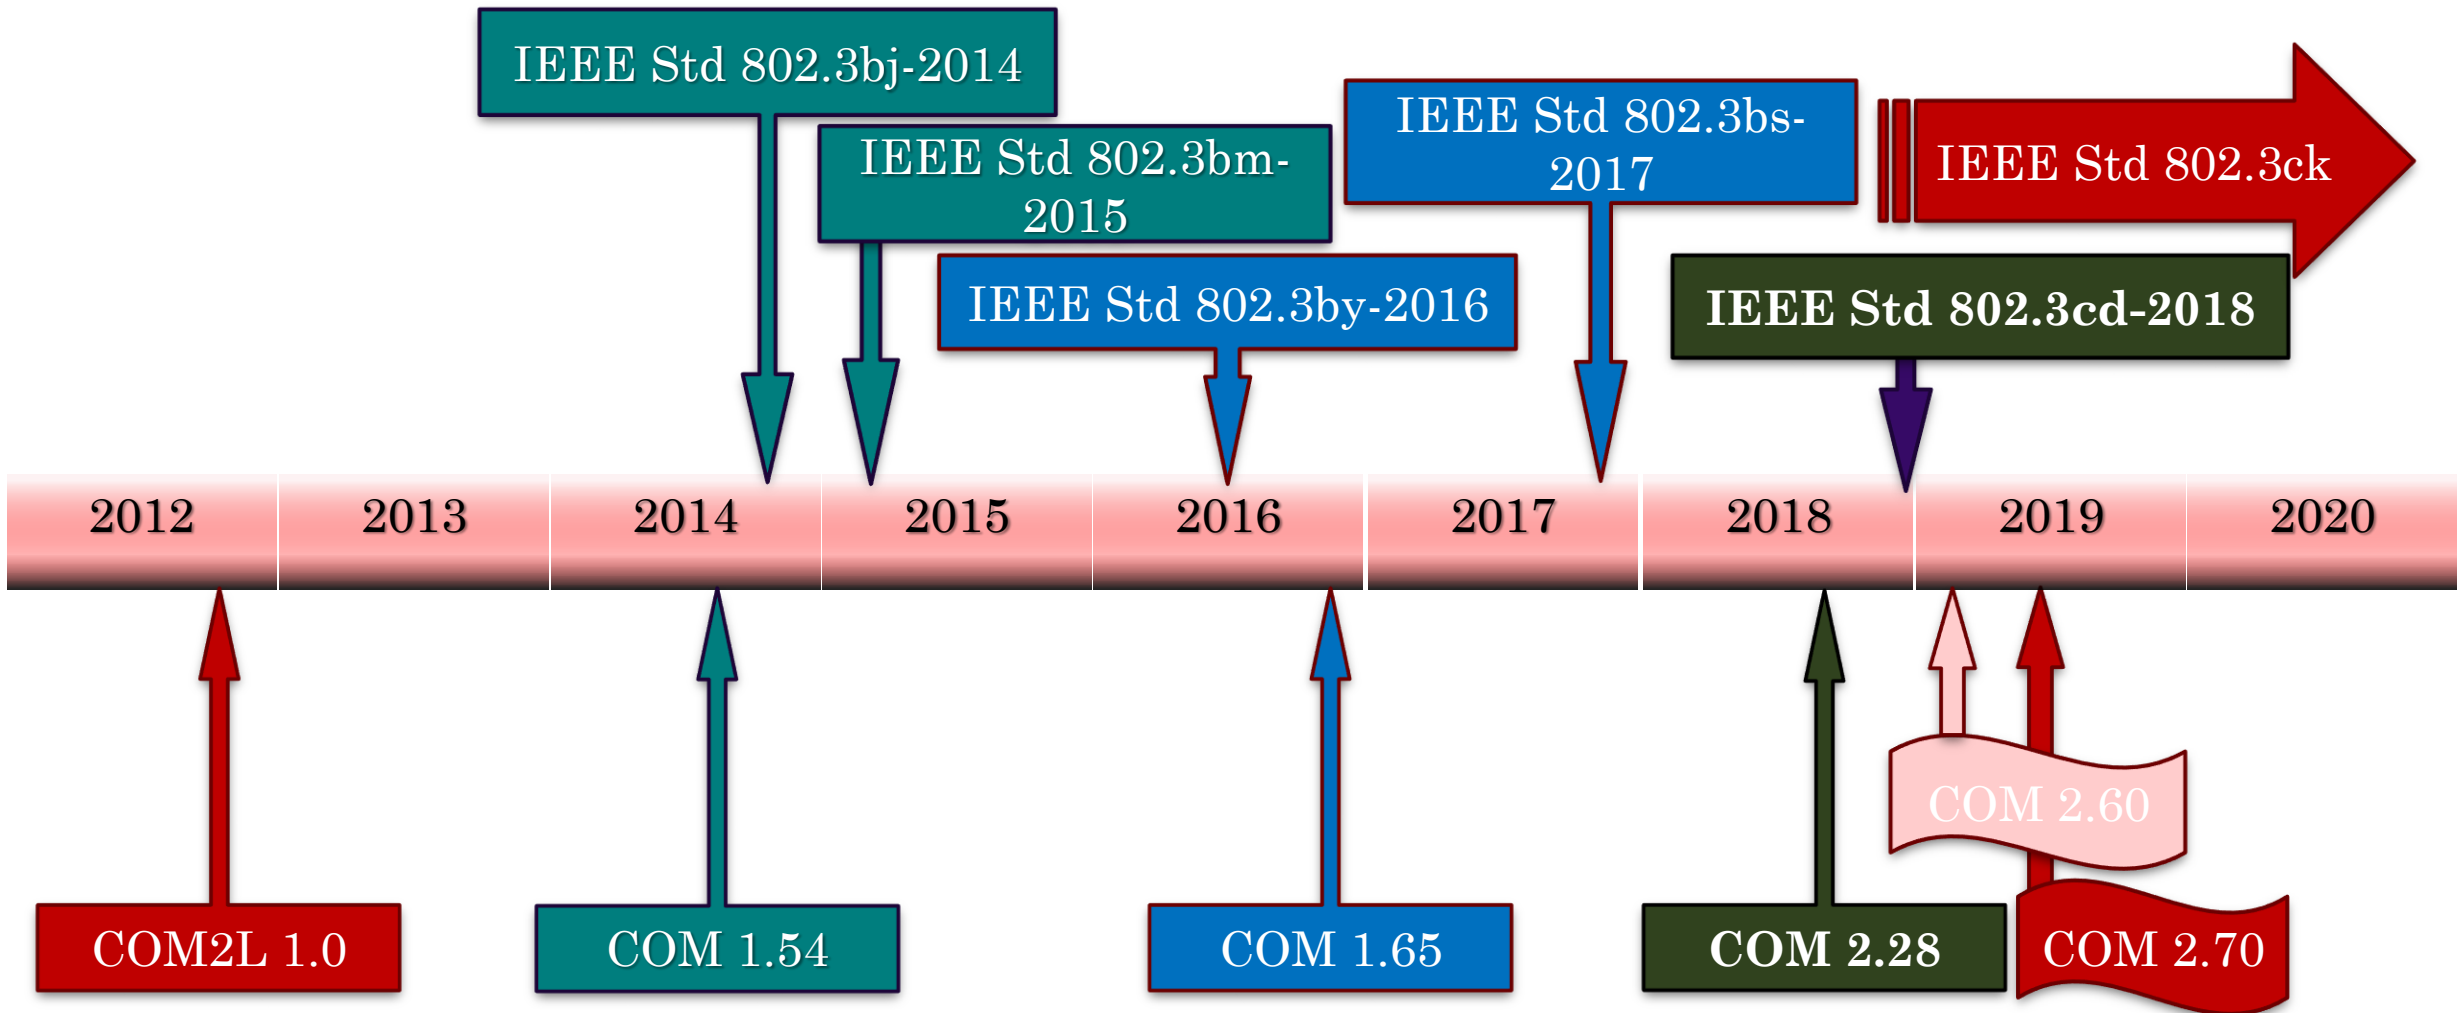 IEEE Std 802.3bj-2014
IEEE Std 802.3bm-
2015
IEEE Std 802.3bs-
2017
IEEE Std 802.3ck
IEEE Std 802.3by-2016
IEEE Std 802.3cd-2018
2012
2013
2014
2015
2016
2017
2018
2019
2020
COM 2.60
COM2L 1.0
COM 1.54
COM 1.65
COM 2.28
COM 2.70